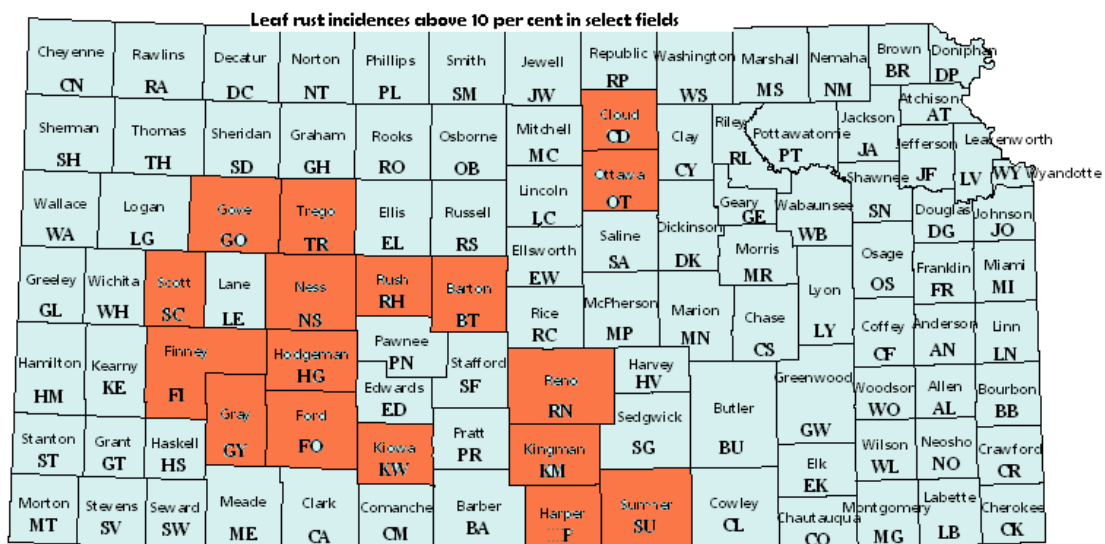 Leaf rust incidences above 10 per cent in select fields
Cheyenne
CN
Rawlins
RA
Decatur
DC
Norton
NT
Phillips
PL
Smith
SM
Jewell
JW
Republic
RP
Washington
WS
Marshall
MS
Nemaha
NM
Brown
BR
Doniphan
DP
Atchison
AT
Sherman
SH
Thomas
TH
Sheridan
SD
Graham
GH
Rooks
RO
Osborne
OB
Mitchell
MC
Cloud
CD
Clay
CY
Riley
RL
Pottawatomie
PT
Jackson
JA
Jefferson
JF
Leavenworth
LV
WY
Wyandotte
Ottawa
OT
Shawnee
SN
Wallace
WA
Logan
LG
Gove
GO
Trego
TR
Ellis
EL
Russell
RS
Lincoln
LC
Saline
SA
Dickinson
DK
Geary
GE
Wabaunsee
WB
Douglas
DG
Johnson
JO
Ellsworth
EW
Morris
MR
Osage
OS
Franklin
FR
Miami
MI
Greeley
GL
Wichita
WH
Scott
SC
Lane
LE
Ness
NS
Rush
RH
Barton
BT
Rice
RC
McPherson
MP
Marion
MN
Chase
CS
Lyon
LY
Coffey
CF
Anderson
AN
Linn
LN
Hamilton
HM
Kearny
KE
Finney
FI
Hodgeman
HG
Pawnee
PN
Stafford
SF
Edwards
ED
Reno
RN
Harvey
HV
Sedgwick
SG
Butler
BU
Greenwood
GW
Woodson
WO
Allen
AL
Bourbon
BB
Stanton
ST
Grant
GT
Haskell
HS
Gray
GY
Ford
FO
Kiowa
KW
Pratt
PR
Kingman
KM
Elk
EK
Wilson
WL
Neosho
NO
Crawford
CR
Morton
MT
Stevens
SV
Seward
SW
Meade
ME
Clark
CA
Comanche
CM
Barber
BA
Harper
P
Sumner
SU
Cowley
CL
Chautauqua
CQ
Montgomery
MG
Labette
LB
Cherokee
CK